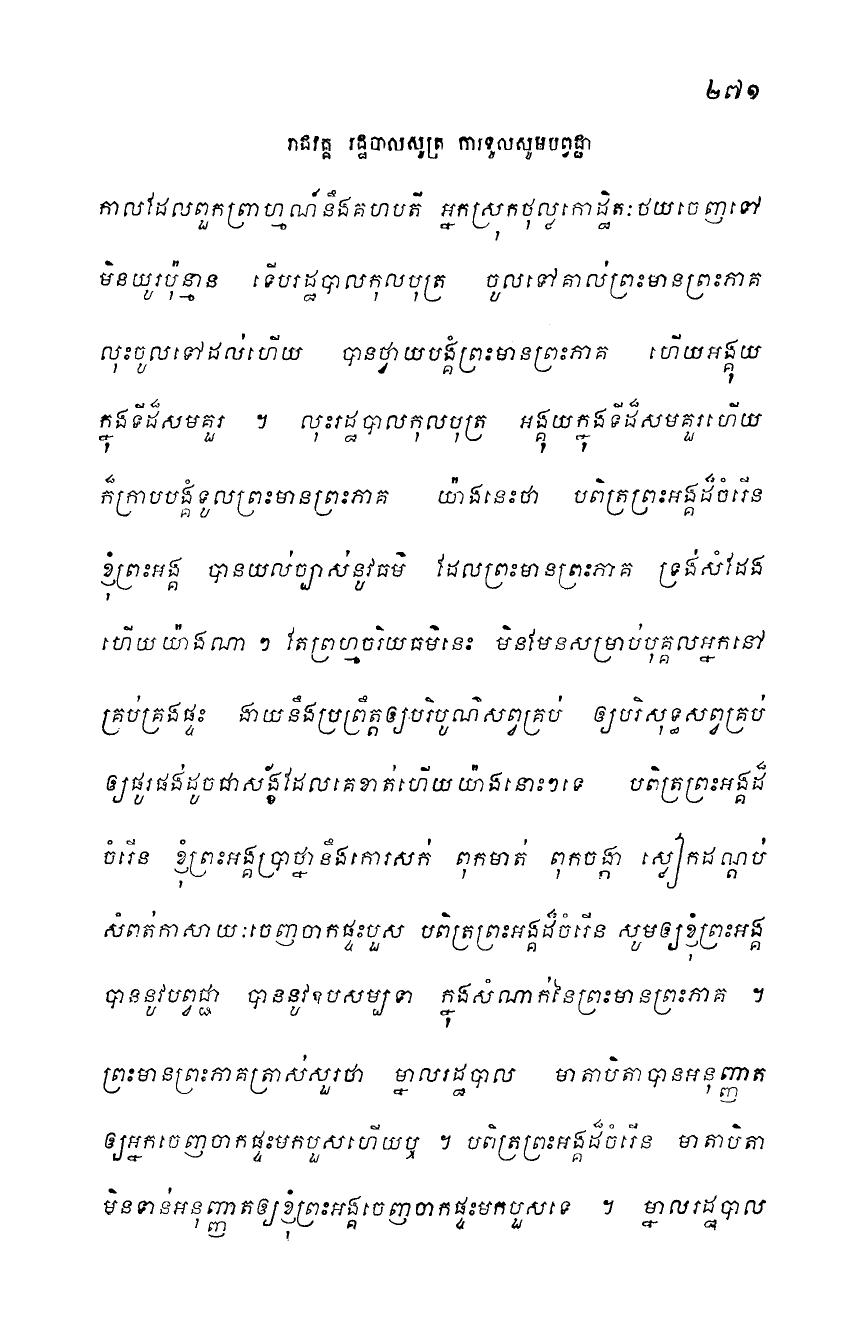 ២៧១
រាជវគ្គ រដ្ឋបាលសូត្រ ការទូលសូមបព្វជ្ជា
កាលដែលពួកព្រាហ្មណ៍នឹងគហបតី អ្នកស្រុកថុល្លកោដ្ឋិតៈថយចេញទៅ
មិនយូរប៉ុន្មាន ទើបរដ្ឋបាលកុលបុត្រ ចូលទៅគាល់ព្រះមានព្រះភាគ
លុះចូលទៅដល់ហើយ បានថ្វាយបង្គំព្រះមានព្រះភាគ ហើយអង្គុយ
ក្នុងទីដ៏សមគួរ ។ លុះរដ្ឋបាលកុលបុត្រ អង្គុយក្នុងទីដ៏សមគួរហើយ
ក៏ក្រាបបង្គំទូលព្រះមានព្រះភាគ យ៉ាងនេះថា បពិត្រព្រះអង្គដ៏ចំរើន
ខ្ញុំព្រះអង្គ បានយល់ច្បាស់នូវធម៌ ដែលព្រះមានព្រះភាគ ទ្រង់សំដែង
ហើយយ៉ាងណា ៗ តែព្រហ្មចរិយធម៌នេះ មិនមែនសម្រាប់បុគ្គលអ្នកនៅ
គ្រប់គ្រងផ្ទះ ងាយនឹងប្រព្រឹត្តឲ្យបរិបូណ៌សព្វគ្រប់ ឲ្យបរិសុទ្ធសព្វគ្រប់
ឲ្យផូរផង់ដូចជាស័ង្ខដែលគេខាត់ហើយយ៉ាងនោះៗទេ បពិត្រព្រះអង្គដ៏
ចំរើន ខ្ញុំព្រះអង្គប្រាថ្នានឹងកោរសក់ ពុកមាត់ ពុកចង្កា ស្លៀកដណ្តប់
សំពត់កាសាយៈចេញចាកផ្ទះបួស បពិត្រព្រះអង្គដ៏ចំរើន សូមឲ្យខ្ញុំព្រះអង្គ
បាននូវបព្វជ្ជា បាននូវឧបសម្បទា ក្នុងសំណាក់នៃព្រះមានព្រះភាគ ។
ព្រះមានព្រះភាគត្រាស់សួរថា ម្នាលរដ្ឋបាល មាតាបិតាបានអនុញ្ញាត
ឲ្យអ្នកចេញចាកផ្ទះមកបួសហើយឬ ។ បពិត្រព្រះអង្គដ៏ចំរើន មាតាបិតា
មិនទាន់អនុញ្ញាតឲ្យខ្ញុំព្រះអង្គចេញចាកផ្ទះមកបួសទេ ។ ម្នាលរដ្ឋបាល